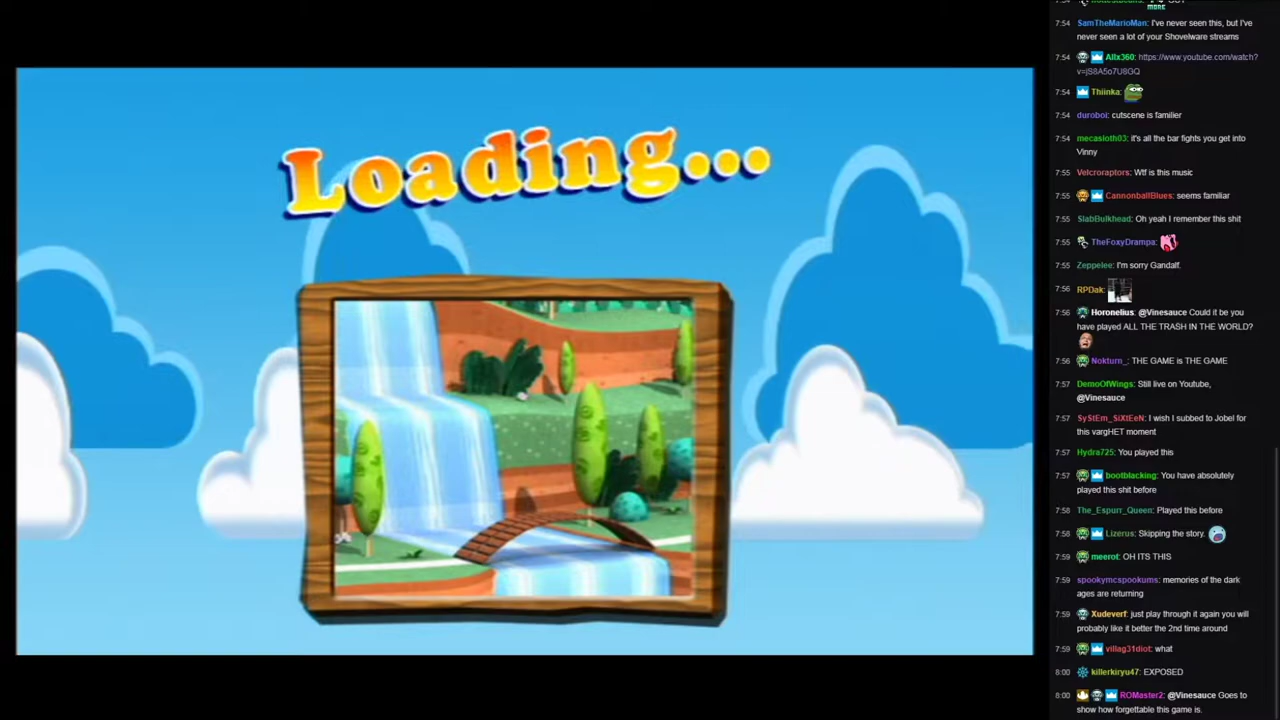 MORE
7:54 SamTheMarioMan: I've never seen this, but I've
never seen a lot of your Shovelware streams
7:54 Allx360: https://www.youtube.com/watch?
v=jS8A5o7U8GQ
7:54 Thiinka:
7:54 duroboi: cutscene is familier
7:54 mecasloth03: it's all the bar fights you get into
Vinny
7:55 Velcroraptors: Wtf is this music
7:55 CannonballBlues: seems familiar
7:55 SlabBulkhead: Oh yeah I remember this shit
7:55 TheFoxyDrampa:
7:55 Zeppelee: I'm sorry Gandalf.
7:56 RPDak:
7:56 Horonelius: @Vinesauce Could it be you
have played ALL THE TRASH IN THE WORLD?
7:56 Nokturn_: THE GAME is THE GAME
7:57 DemoOfWings: Still live on Youtube,
@Vinesauce
7:57 SyStEm_SiXtEeN: I wish I subbed to Jobel for
this vargHET moment
7:57 Hydra725: You played this
7:57 bootblacking: You have absolutely
played this shit before
7:58 The_Espurr_Queen: Played this before
7:58 Lizerus: Skipping the story.
7:59 meerot: OH ITS THIS
7:59 spookymcspookums: memories of the dark
ages are returning
7:59 Xudeverf: just play through it again you will
probably like it better the 2nd time around
7:59 villag31diot: what
8:00 killerkiryu47: EXPOSED
8:00 ROMaster2: @Vinesauce Goes to
show how forgettable this game is.
Loading...